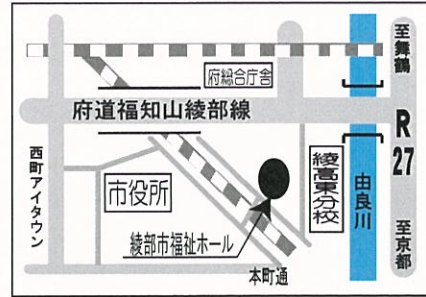 府総合庁舎
至舞鶴
府道福知山綾部線
R
27
西町アイタウン
市役所
綾高東分校
由良川
綾部市福祉ホール
至京都
本町通